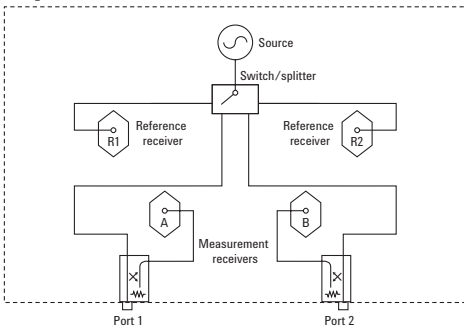 Source
Switch/splitter
Reference
receiver
Reference
receiver
R1
R2
A
B
Measurement
receivers
Port 1
Port 2